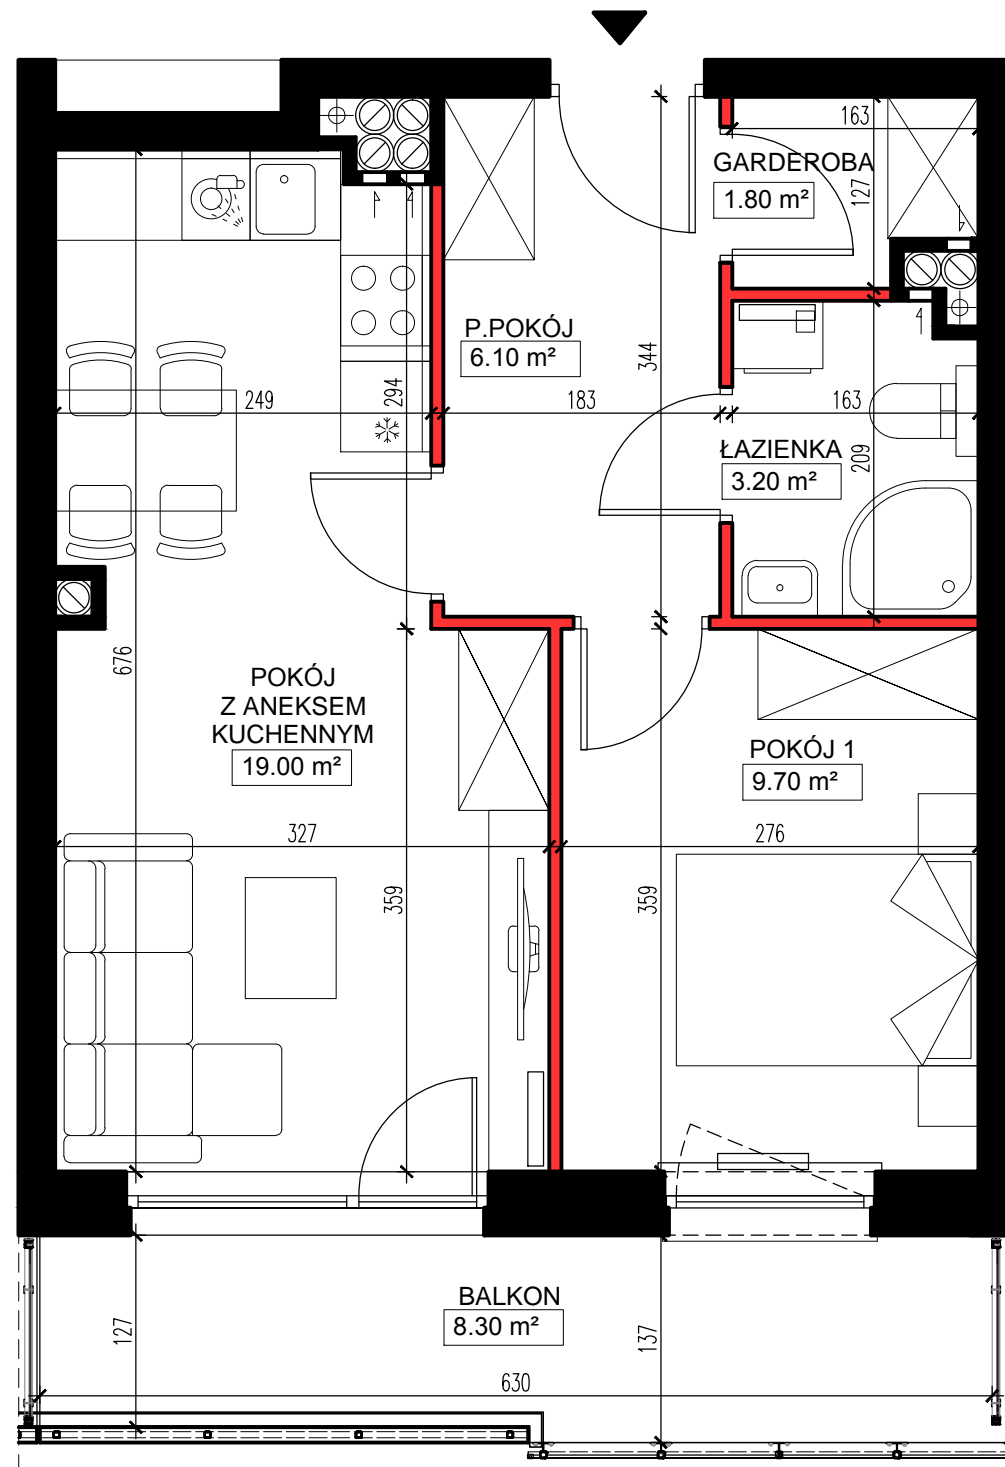 163
GARDEROBA
1.80 m²
127
P.POKÓJ
6.10 m²
344
294
249
183
163
ŁAZIENKA
3.20 m²
209
676
POKÓJ
Z ANEKSEM
KUCHENNYM
19.00 m²
POKÓJ 1
9.70 m²
327
276
359
359
BALKON
8.30 m²
127
137
630